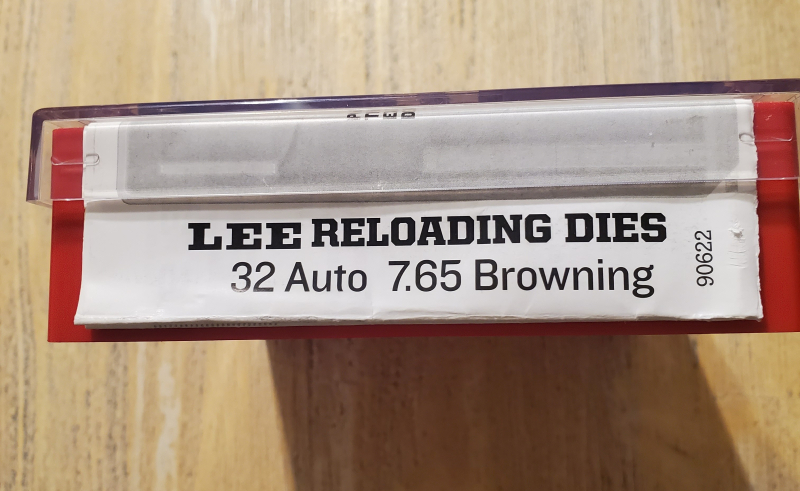 LEE RELOADING DIES
32 Auto 7.65 Browning
90622